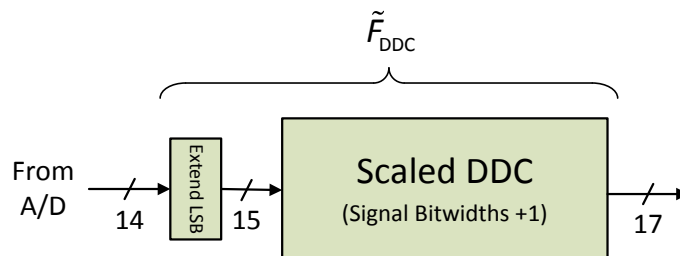 F̃DDC
From
A/D
14
Extend LSB
15
Scaled DDC
(Signal Bitwidths +1)
17